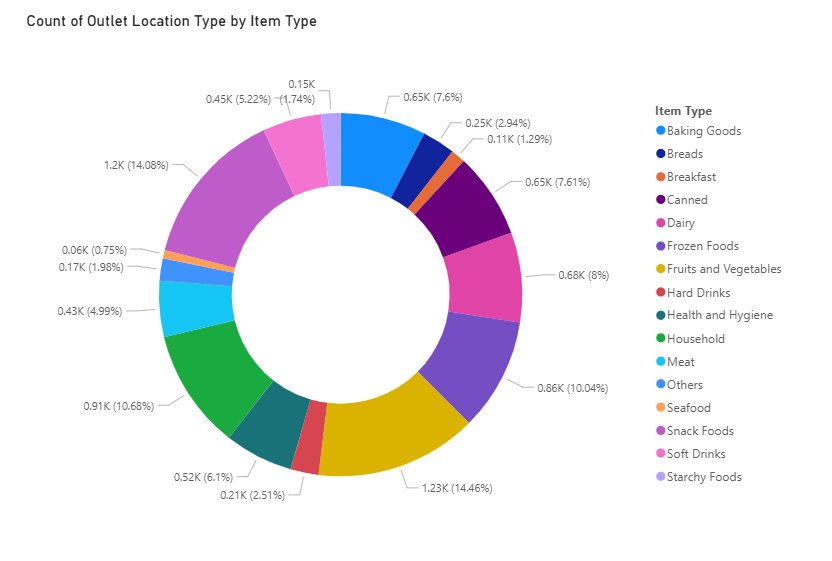 Count of Outlet Location Type by Item Type
0.15K
(1.74%)
0.45K (5.22%)
0.65K (7.6%)
0.25K (2.94%)
0.11K (1.29%)
1.2K (14.08%)
0.65K (7.61%)
0.06K (0.75%)
0.17K (1.98%)
0.68K (8%)
0.43K (4.99%)
0.86K (10.04%)
0.91K (10.68%)
0.52K (6.1%)
0.21K (2.51%)
1.23K (14.46%)
Item Type
Baking Goods
Breads
Breakfast
Canned
Dairy
Frozen Foods
Fruits and Vegetables
Hard Drinks
Health and Hygiene
Household
Meat
Others
Seafood
Snack Foods
Soft Drinks
Starchy Foods